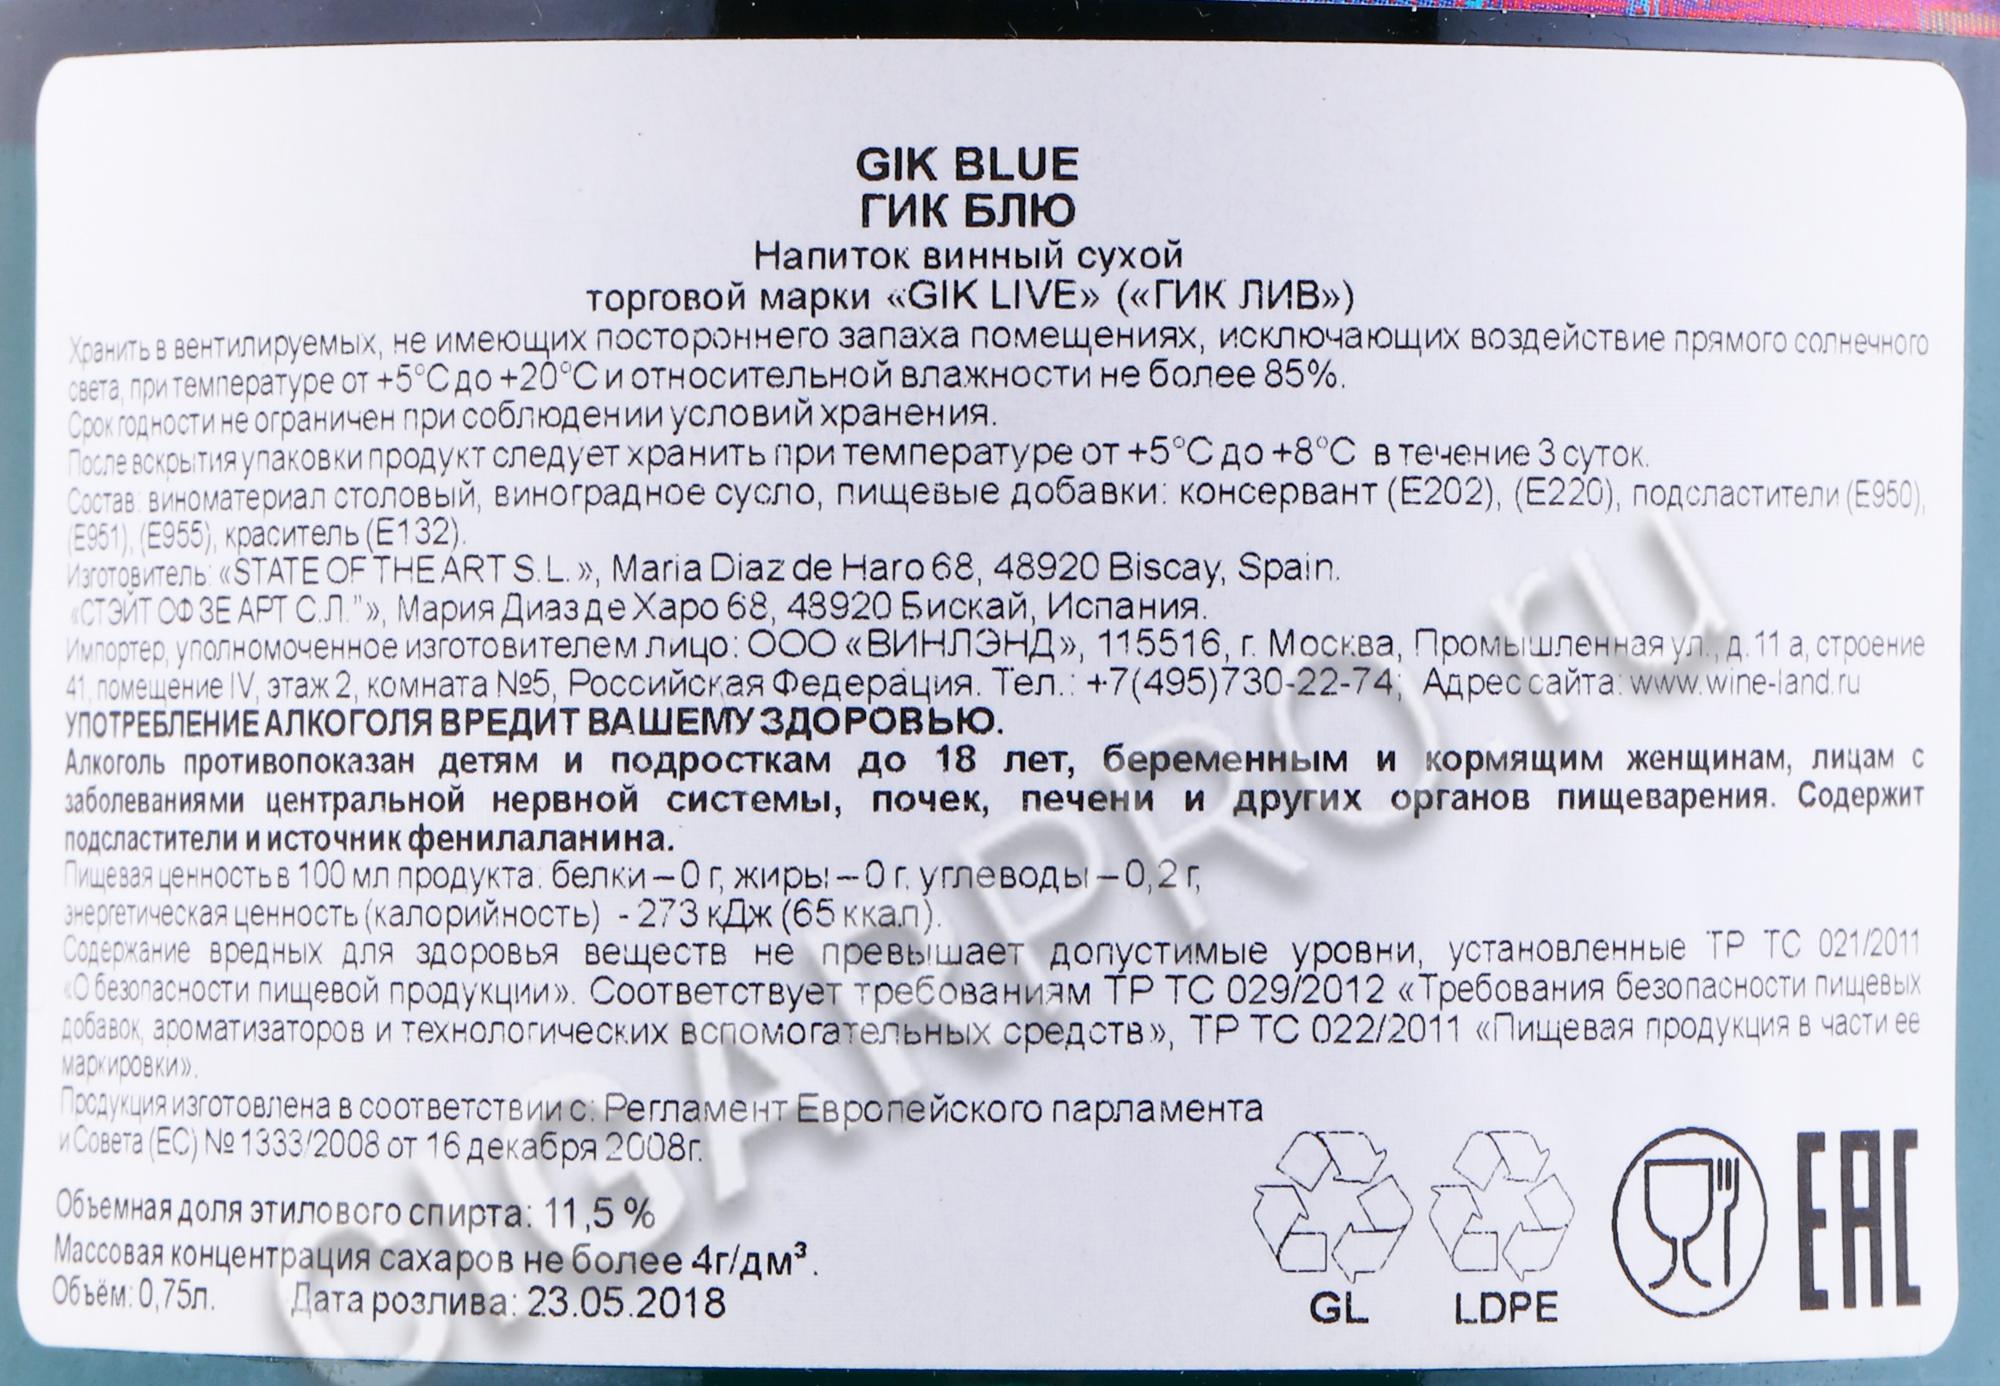 GIK BLUE
ГИК БЛЮ
Напиток винный сухой
торговой марки «GIK LIVE» («ГИК ЛИВ»)
Хранить в вентилируемых, не имеющих постороннего запаха помещениях, исключающих воздействие прямого солнечного
света, при температуре от +5°С до +20°С и относительной влажности не более 85%.
Срок годности не ограничен при соблюдении условий хранения.
После вскрытия упаковки продукт следует хранить при температуре от +5°С до +8°С в течение 3 суток.
Состав: виноматериал столовый, виноградное сусло, пищевые добавки: консервант (Е202), (Е220), подсластители (Е950),
(Е951), (Е955), краситель (Е132).
Изготовитель: «STATE OF THE ART S.L.», Maria Diaz de Haro 68, 48920 Biscay, Spain.
«СТЭЙТ ОФ ЗЕ АРТ С.Л."», Мария Диаз де Харо 68, 48920 Бискай, Испания.
Импортер, уполномоченное изготовителем лицо: ООО «ВИНЛЭНД», 115516, г. Москва, Промышленная ул., д. 11 а, строение
41, помещение IV, этаж 2, комната №5, Российская Федерация. Тел.: +7(495)730-22-74; Адрес сайта: www.wine-land.ru
УПОТРЕБЛЕНИЕ АЛКОГОЛЯ ВРЕДИТ ВАШЕМУ ЗДОРОВЬЮ.
Алкоголь противопоказан детям и подросткам до 18 лет, беременным и кормящим женщинам, лицам с
заболеваниями центральной нервной системы, почек, печени и других органов пищеварения. Содержит
подсластители и источник фенилаланина.
Пищевая ценность в 100 мл продукта: белки – 0 г, жиры – 0 г. углеводы – 0,2 г,
энергетическая ценность (калорийность) - 273 кДж (65 ккал).
Содержание вредных для здоровья веществ не превышает допустимые уровни, установленные ТР ТС 021/2011
«О безопасности пищевой продукции». Соответствует требованиям ТР ТС 029/2012 «Требования безопасности пищевых
добавок, ароматизаторов и технологических вспомогательных средств», ТР ТС 022/2011 «Пищевая продукция в части ее
маркировки».
Продукция изготовлена в соответствии с: Регламент Европейского парламента
и Совета (ЕС) № 1333/2008 от 16 декабря 2008г.
Объемная доля этилового спирта: 11,5 %
Массовая концентрация сахаров не более 4г/дм³.
Объём: 0,75л. Дата розлива: 23.05.2018
GL LDPE
EAC
CIGARPRO.ru